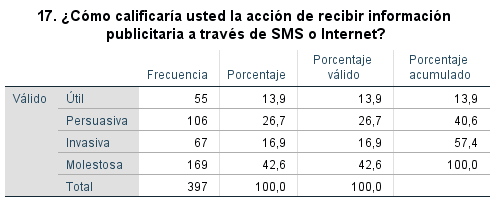 17. ¿Cómo calificaría usted la acción de recibir información
publicitaria a través de SMS o Internet?
Frecuencia Porcentaje Porcentaje válido Porcentaje acumulado
Válido Útil 55 13,9 13,9 13,9
Persuasiva 106 26,7 26,7 40,6
Invasiva 67 16,9 16,9 57,4
Molestosa 169 42,6 42,6 100,0
Total 397 100,0 100,0